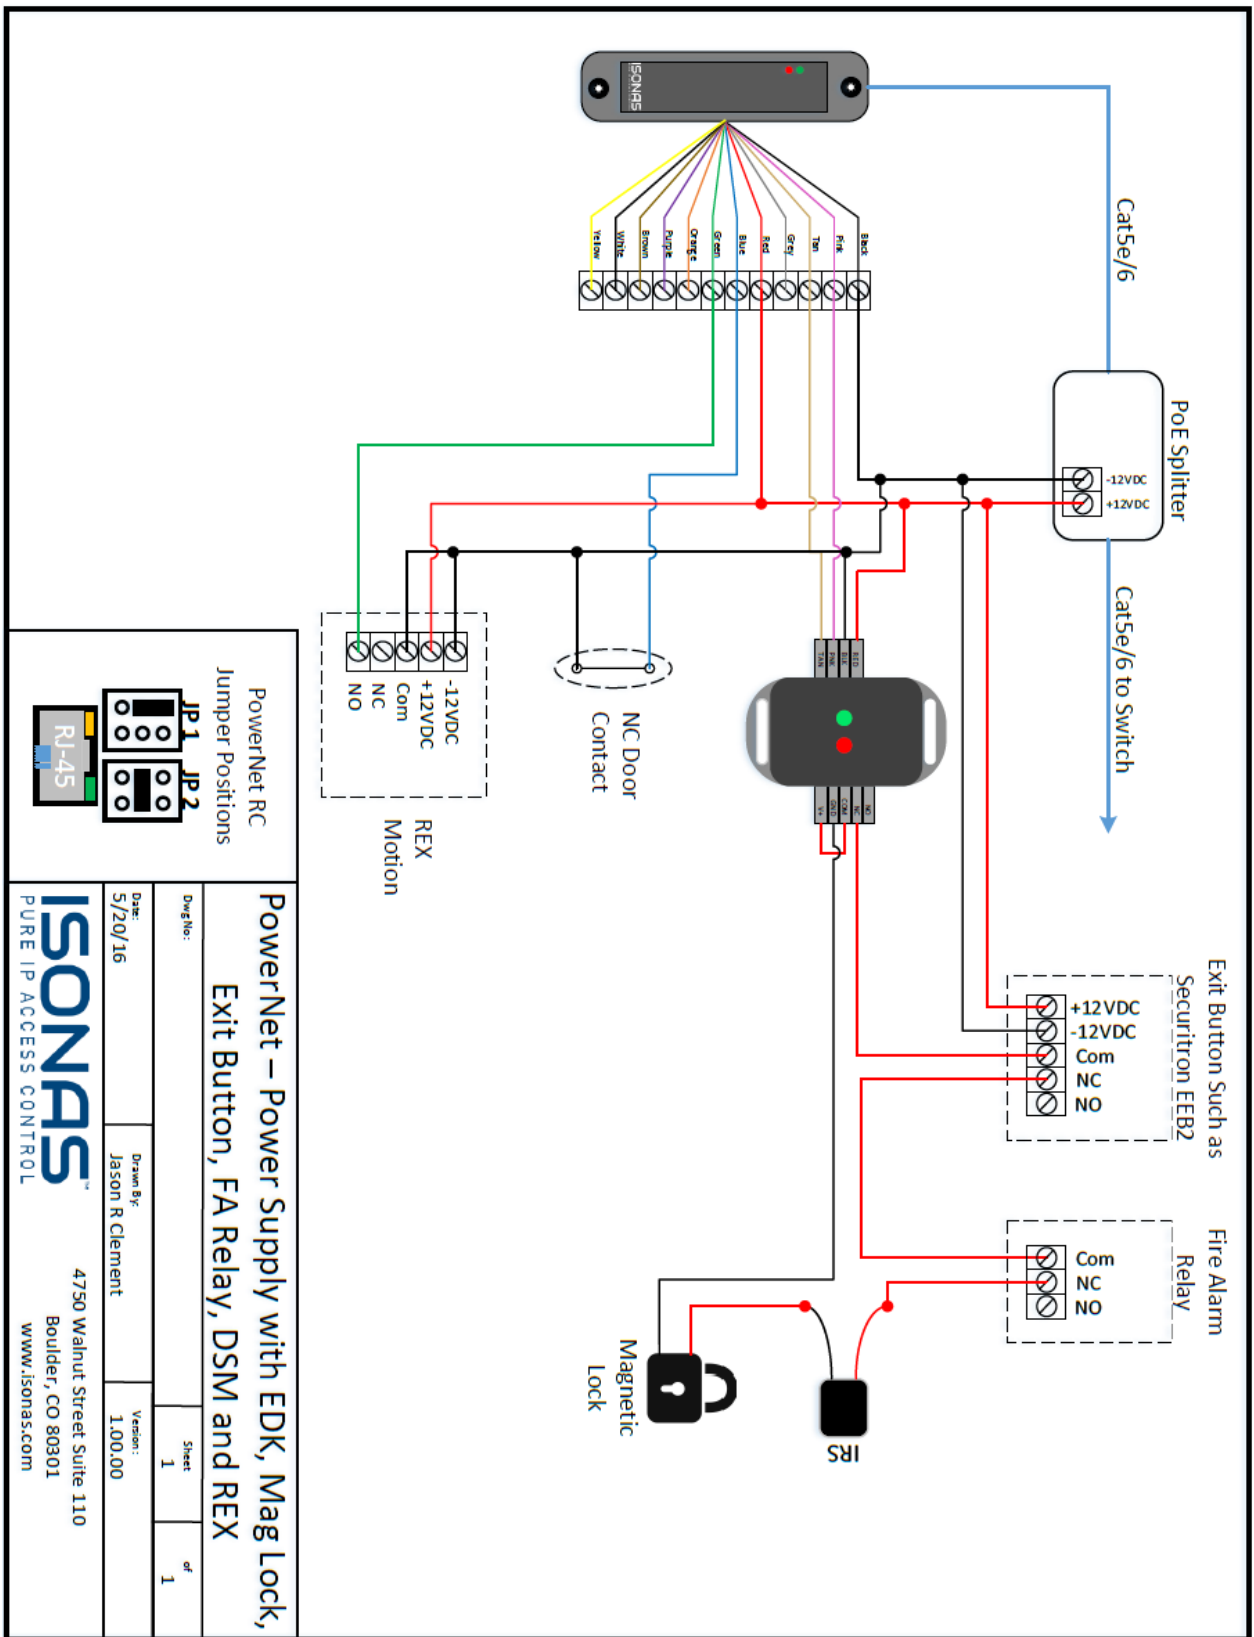 ISONAS
Black
Pink
Tan
Grey
Red
Blue
Green
Orange
Purple
Brown
White
Yellow
Cat5e/6
PoE Splitter
-12VDC
+12VDC
Cat5e/6 to Switch
Exit Button Such as
Securitron EEB2
+12VDC
-12VDC
Com
NC
NO
Fire Alarm
Relay
Com
NC
NO
RED
BLK
PNK
TAN
NO
NC
COM
GND
V+
IRS
Magnetic
Lock
NC Door
Contact
-12VDC
+12VDC
Com
NC
NO
REX
Motion
PowerNet RC
Jumper Positions
JP1
JP2
RJ-45
PowerNet – Power Supply with EDK, Mag Lock,
Exit Button, FA Relay, DSM and REX
Dwg No:
Sheet
1
of
1
Date:
5/20/16
Drawn By:
Jason R Clement
Version:
1.00.00
ISONAS™
PURE IP ACCESS CONTROL
4750 Walnut Street Suite 110
Boulder, CO 80301
www.isonas.com